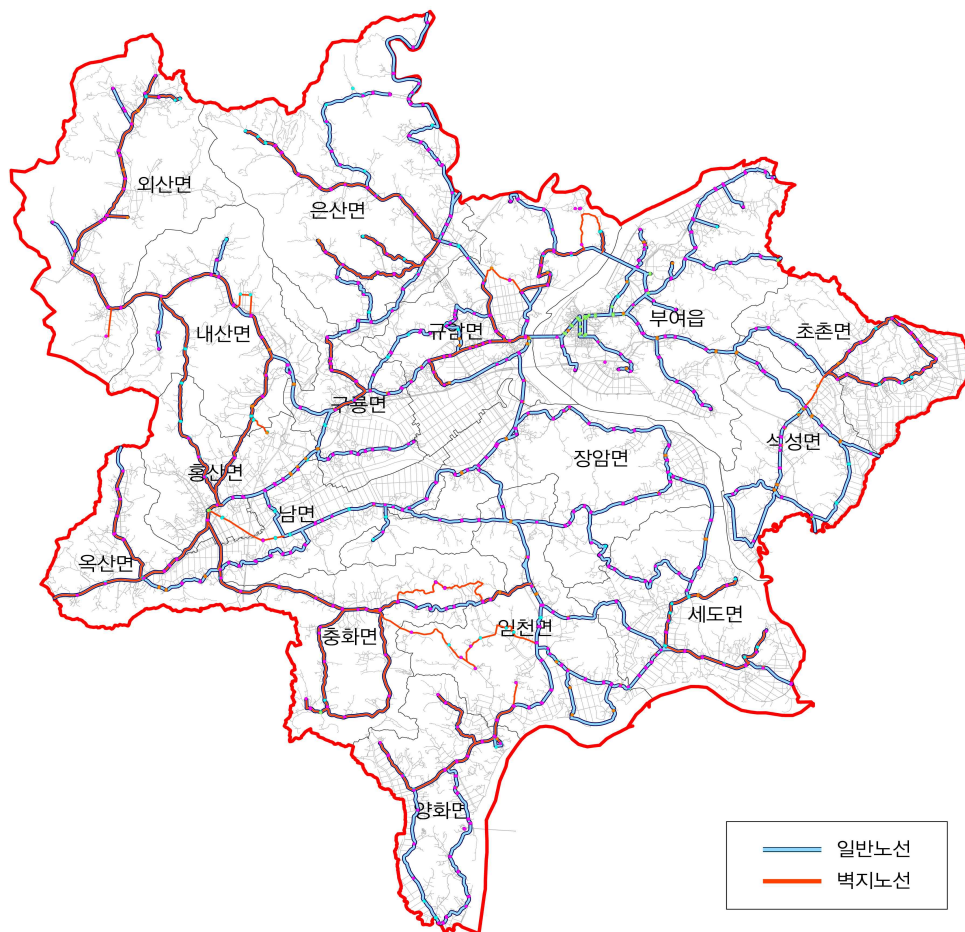 외산면
은산면
부여읍
규암면
내산면
초촌면
구룡면
석성면
장암면
홍산면
남면
옥산면
세도면
임천면
충화면
양화면
일반노선
벽지노선